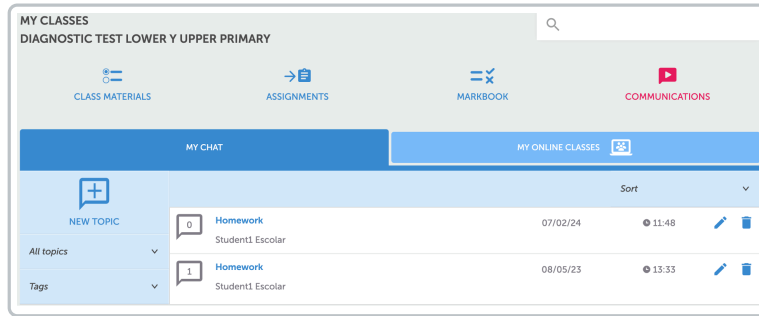 MY CLASSES
DIAGNOSTIC TEST LOWER Y UPPER PRIMARY
CLASS MATERIALS
ASSIGNMENTS
MARKBOOK
COMMUNICATIONS
MY CHAT
MY ONLINE CLASSES
NEW TOPIC
All topics
Tags
Sort
0
Homework
07/02/24
11:48
Student1 Escolar
1
Homework
08/05/23
13:33
Student1 Escolar